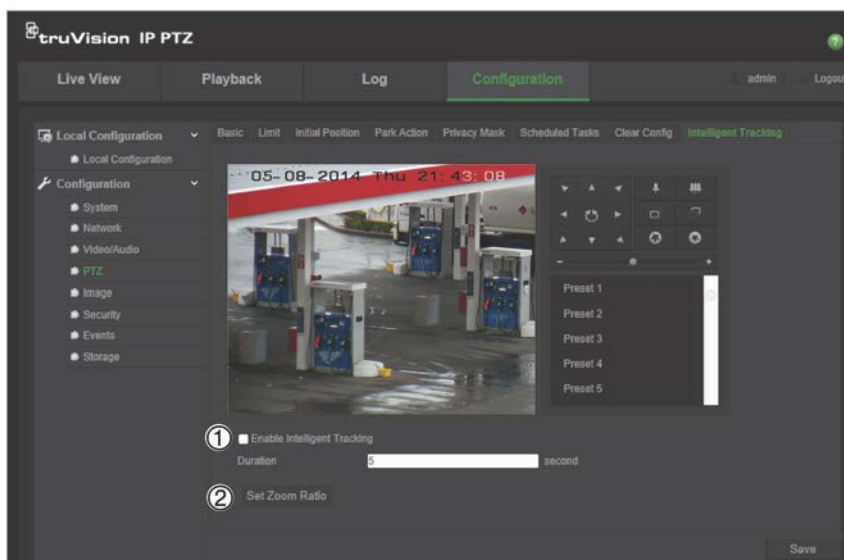 truVision IP PTZ
?
Live View Playback Log Configuration admin Logout
Local Configuration
Local Configuration
Configuration
System
Network
Video/Audio
PTZ
Image
Security
Events
Storage
Basic Limit Initial Position Park Action Privacy Mask Scheduled Tasks Clear Config Intelligent Tracking
05-08-2014 Thu 21:43:08
Preset 1
Preset 2
Preset 3
Preset 4
Preset 5
① Enable Intelligent Tracking
Duration 5 second
② Set Zoom Ratio
Save